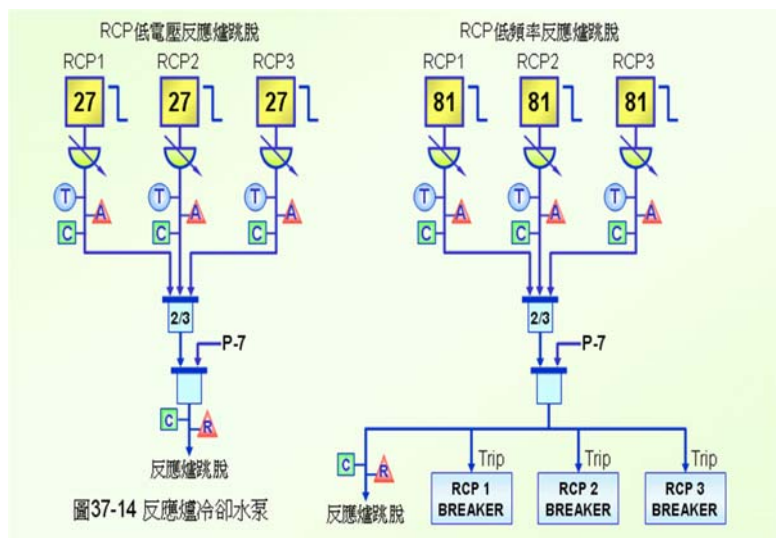 RCP低電壓反應爐跳脫
RCP1 RCP2 RCP3
27 27 27
T T T
A A A
C C C
2/3
P-7
C
R
反應爐跳脫
圖37-14 反應爐冷卻水泵
RCP低頻率反應爐跳脫
RCP1 RCP2 RCP3
81 81 81
T T T
A A A
C C C
2/3
P-7
C
R
反應爐跳脫
Trip Trip Trip
RCP 1 BREAKER
RCP 2 BREAKER
RCP 3 BREAKER